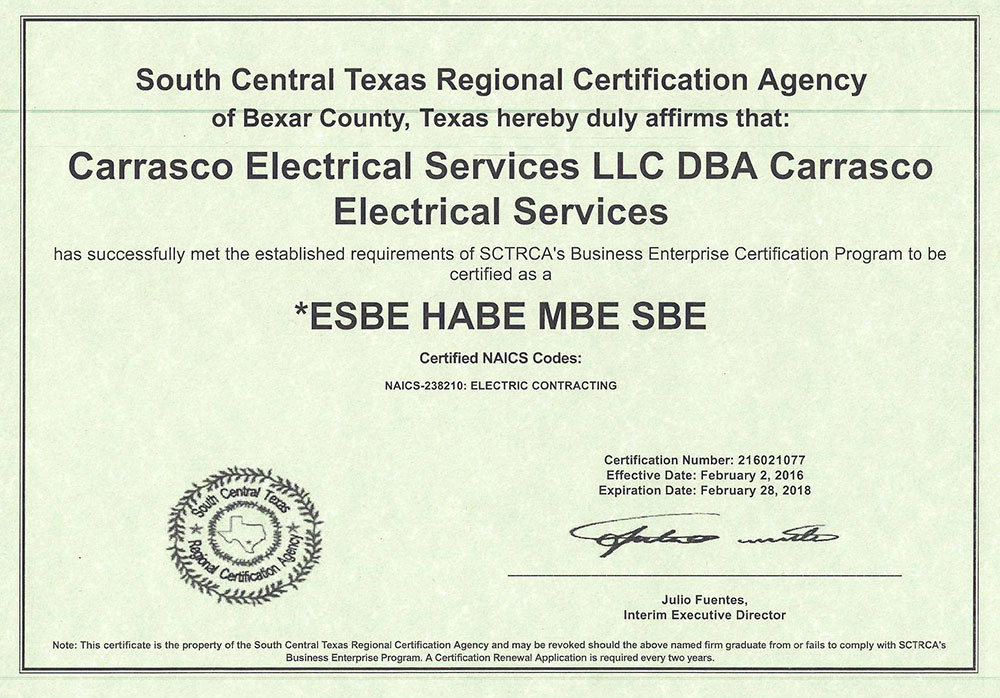 South Central Texas Regional Certification Agency
of Bexar County, Texas hereby duly affirms that:
Carrasco Electrical Services LLC DBA Carrasco
Electrical Services
has successfully met the established requirements of SCTRCA's Business Enterprise Certification Program to be
certified as a
*ESBE HABE MBE SBE
Certified NAICS Codes:
NAICS-238210: ELECTRIC CONTRACTING
Certification Number: 216021077
Effective Date: February 2, 2016
Expiration Date: February 28, 2018
South Central Texas
Regional Certification Agency
Julio Fuentes,
Interim Executive Director
Note: This certificate is the property of the South Central Texas Regional Certification Agency and may be revoked should the above named firm graduate from or fails to comply with SCTRCA's
Business Enterprise Program. A Certification Renewal Application is required every two years.